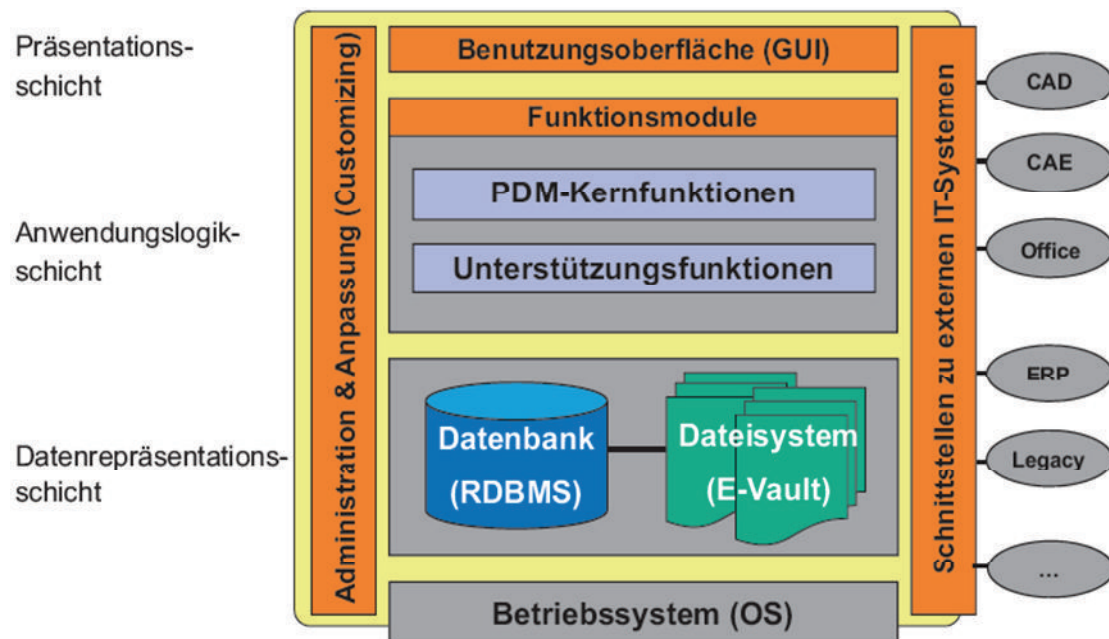 Präsentations-
schicht
Anwendungslogik-
schicht
Datenrepräsentations-
schicht
Administration & Anpassung (Customizing)
Benutzungsoberfläche (GUI)
Funktionsmodule
PDM-Kernfunktionen
Unterstützungsfunktionen
Datenbank
(RDBMS)
Dateisystem
(E-Vault)
Betriebssystem (OS)
Schnittstellen zu externen IT-Systemen
CAD
CAE
Office
ERP
Legacy
...